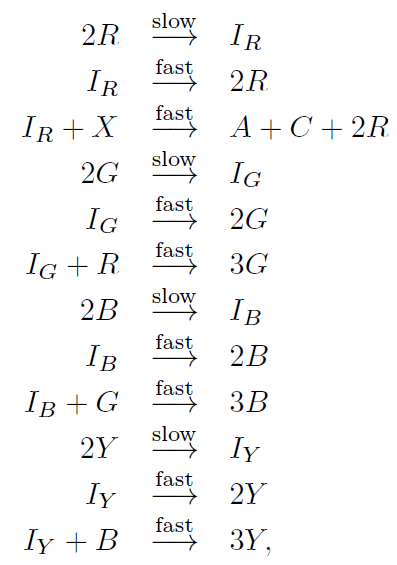 2R slow⟶ I_R
I_R fast⟶ 2R
I_R + X fast⟶ A + C + 2R
2G slow⟶ I_G
I_G fast⟶ 2G
I_G + R fast⟶ 3G
2B slow⟶ I_B
I_B fast⟶ 2B
I_B + G fast⟶ 3B
2Y slow⟶ I_Y
I_Y fast⟶ 2Y
I_Y + B fast⟶ 3Y,